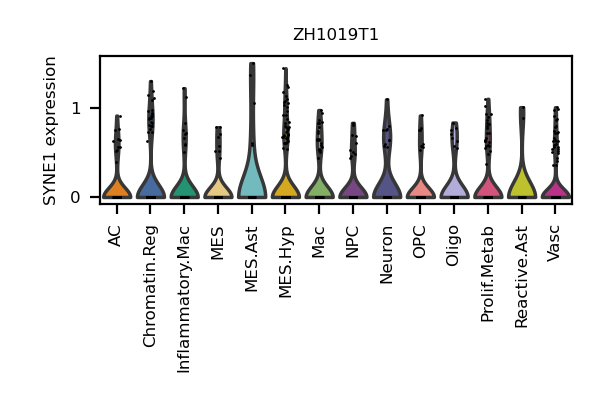 ZH1019T1
SYNE1 expression
1
0
AC
Chromatin.Reg
Inflammatory.Mac
MES
MES.Ast
MES.Hyp
Mac
NPC
Neuron
OPC
Oligo
Prolif.Metab
Reactive.Ast
Vasc